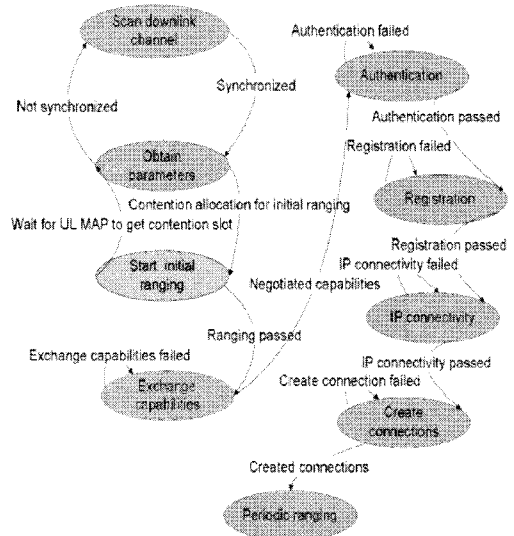 Scan downlink
channel
Not synchronized
Synchronized
Obtain
parameters
Contention allocation for initial ranging
Wait for UL MAP to get contention slot
Start initial
ranging
Ranging passed
Exchange capabilities failed
Exchange
capabilities
Negotiated capabilities
Authentication failed
Authentication
Authentication passed
Registration failed
Registration
Registration passed
IP connectivity failed
IP connectivity
IP connectivity passed
Create connection failed
Create
connections
Created connections
Periodic ranging